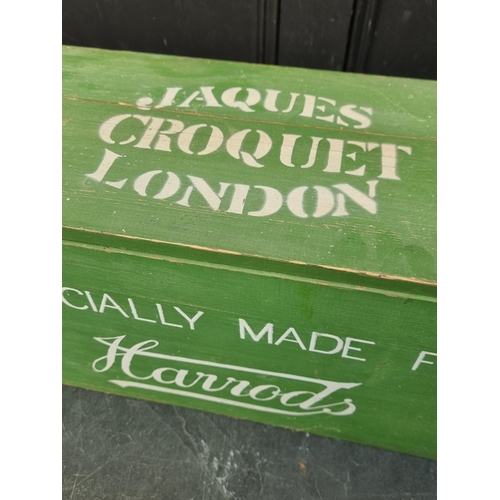 JAQUES
CROQUET
LONDON
CIALLY MADE F
Harrods